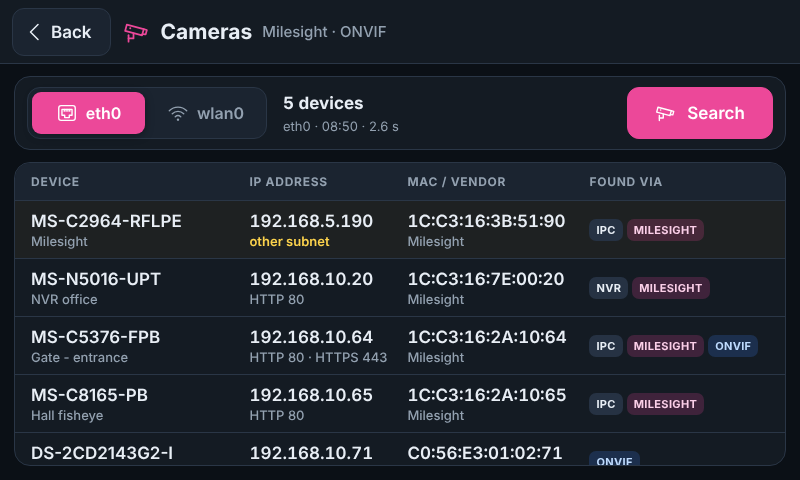 Back Cameras Milesight · ONVIF
eth0 wlan0 5 devices Search
eth0 · 08:50 · 2.6 s
DEVICE IP ADDRESS MAC / VENDOR FOUND VIA
MS-C2964-RFLPE 192.168.5.190 1C:C3:16:3B:51:90 IPC MILESIGHT
Milesight other subnet Milesight
MS-N5016-UPT 192.168.10.20 1C:C3:16:7E:00:20 NVR MILESIGHT
NVR office HTTP 80 Milesight
MS-C5376-FPB 192.168.10.64 1C:C3:16:2A:10:64 IPC MILESIGHT ONVIF
Gate - entrance HTTP 80 · HTTPS 443 Milesight
MS-C8165-PB 192.168.10.65 1C:C3:16:2A:10:65 IPC MILESIGHT
Hall fisheye HTTP 80 Milesight
DS-2CD2143G2-I 192.168.10.71 C0:56:E3:01:02:71 ONVIF